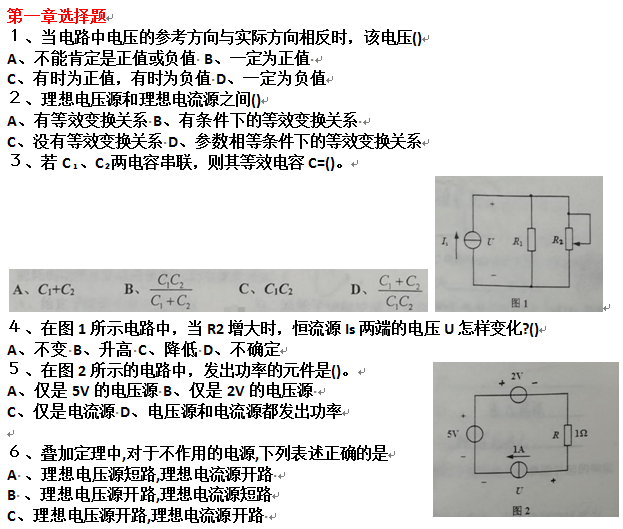 第一章选择题
1、当电路中电压的参考方向与实际方向相反时，该电压()
A、不能肯定是正值或负值 B、一定为正值
C、有时为正值，有时为负值 D、一定为负值
2、理想电压源和理想电流源之间()
A、有等效变换关系 B、有条件下的等效变换关系
C、没有等效变换关系 D、参数相等条件下的等效变换关系
3、若 C₁、C₂两电容串联，则其等效电容 C=()。
+
Is U R₁ R₂
−
图1
A、C₁+C₂ B、C₁C₂/(C₁+C₂) C、C₁C₂ D、(C₁+C₂)/(C₁C₂)
4、在图 1 所示电路中，当 R2 增大时，恒流源 Is 两端的电压 U 怎样变化?()
A、不变 B、升高 C、降低 D、不确定
5、在图 2 所示的电路中，发出功率的元件是()。
A、仅是 5V 的电压源 B、仅是 2V 的电压源
C、仅是电流源 D、电压源和电流源都发出功率
6、叠加定理中,对于不作用的电源,下列表述正确的是
A 、理想电压源短路,理想电流源开路
B 、理想电压源开路,理想电流源短路
C、理想电压源开路,理想电流源开路
2V
+ −
+
5V R 1Ω
−
1A
− +
U
图2